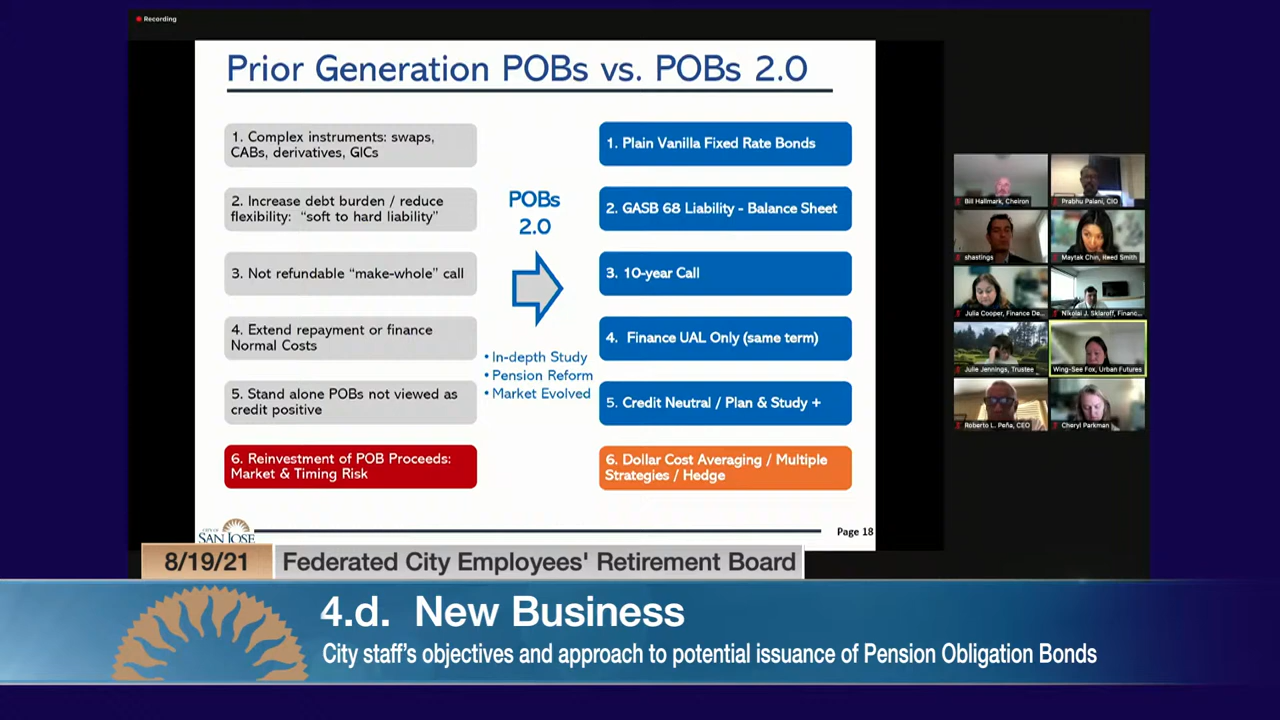 Recording
Prior Generation POBs vs. POBs 2.0
1. Complex instruments: swaps,
CABs, derivatives, GICs
2. Increase debt burden / reduce
flexibility: “soft to hard liability”
3. Not refundable “make-whole” call
4. Extend repayment or finance
Normal Costs
5. Stand alone POBs not viewed as
credit positive
6. Reinvestment of POB Proceeds:
Market & Timing Risk
POBs
2.0
• In-depth Study
• Pension Reform
• Market Evolved
1. Plain Vanilla Fixed Rate Bonds
2. GASB 68 Liability - Balance Sheet
3. 10-year Call
4. Finance UAL Only (same term)
5. Credit Neutral / Plan & Study +
6. Dollar Cost Averaging / Multiple
Strategies / Hedge
CITY OF
SAN JOSE
Page 18
Bill Hallmark, Cheiron
Prabhu Palani, CIO
shastings
Maytak Chin, Reed Smith
Julia Cooper, Finance De...
Nikolai J. Sklaroff, Financ...
Julie Jennings, Trustee
Wing-See Fox, Urban Futures
Roberto L. Peña, CEO
Cheryl Parkman
8/19/21
Federated City Employees' Retirement Board
4.d. New Business
City staff's objectives and approach to potential issuance of Pension Obligation Bonds